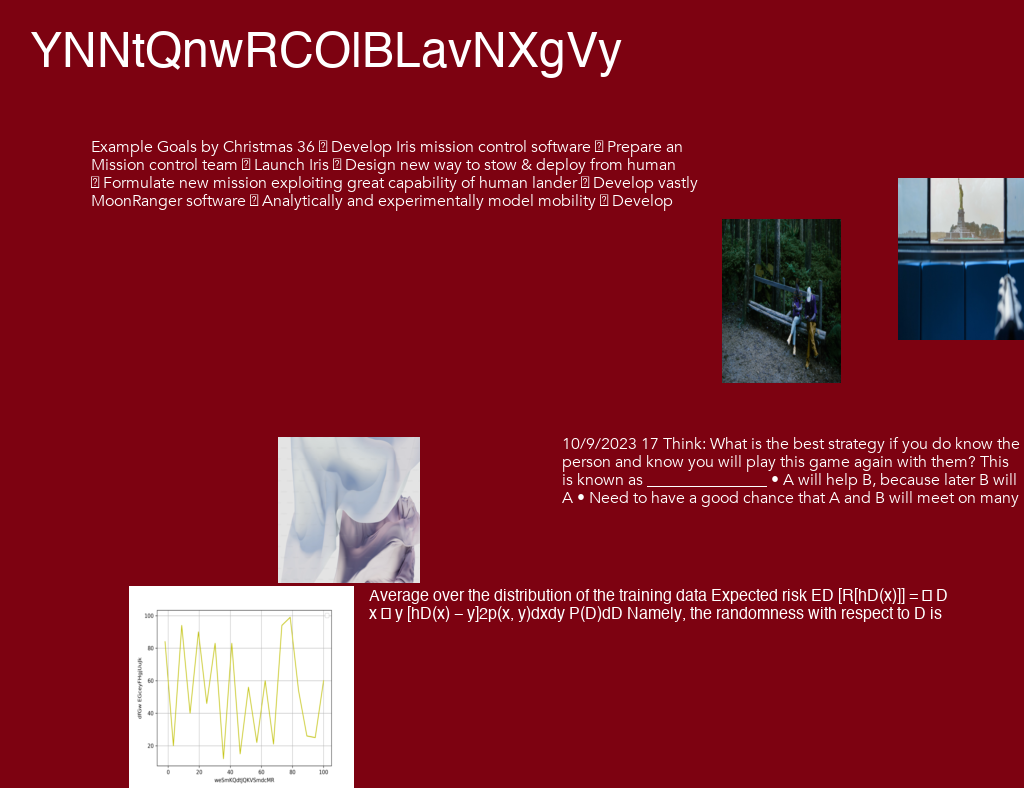 YNNtQnwRCOlBLavNXgVy
Example Goals by Christmas 36 Develop Iris mission control software Prepare an
Mission control team Launch Iris Design new way to stow & deploy from human
Formulate new mission exploiting great capability of human lander Develop vastly
MoonRanger software Analytically and experimentally model mobility Develop
10/9/2023 17 Think: What is the best strategy if you do know the
person and know you will play this game again with them? This
is known as ______________ • A will help B, because later B will
A • Need to have a good chance that A and B will meet on many
Average over the distribution of the training data Expected risk ED [R[hD(x)]] = D
x y [hD(x) − y]2p(x, y)dxdy P(D)dD Namely, the randomness with respect to D is
100
80
60
40
20
0 20 40 60 80 100